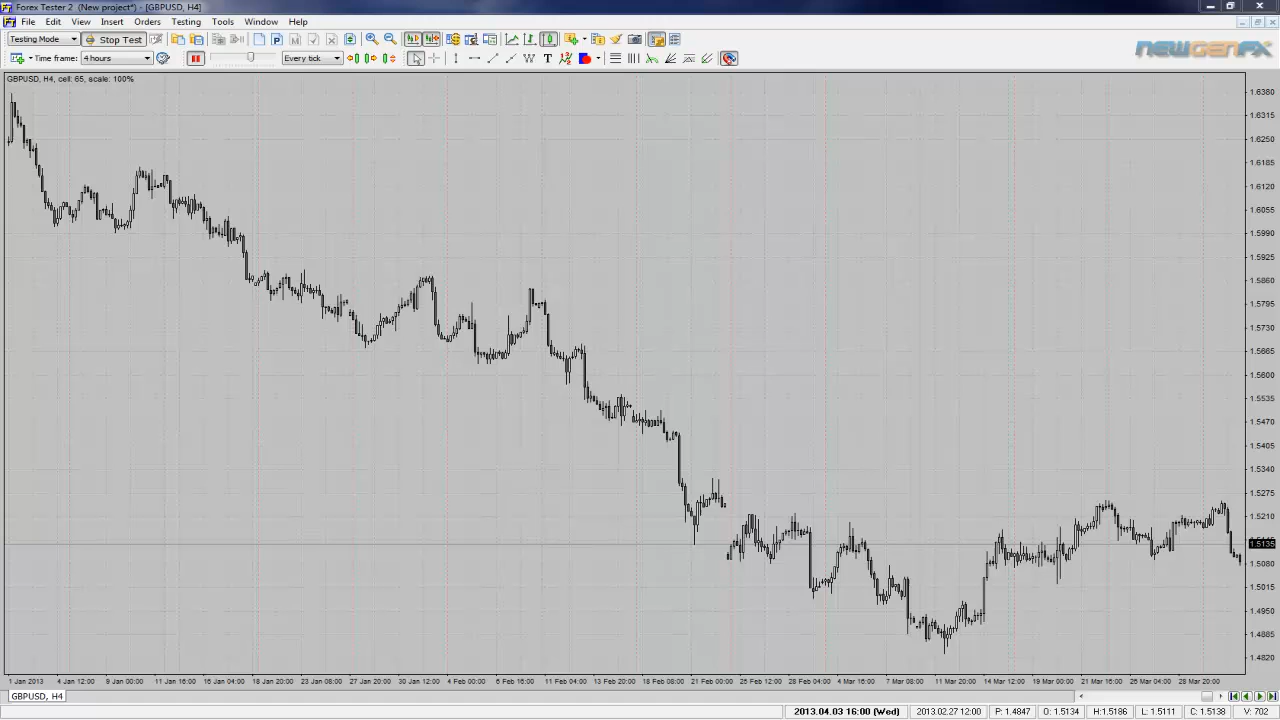 Forex Tester 2 (New project*) - [GBPUSD, H4]
File Edit View Insert Orders Testing Tools Window Help
Testing Mode Stop Test
Time frame: 4 hours Every tick
NEWGENFX
GBPUSD, H4, cell: 65, scale: 100%
1.6380
1.6315
1.6250
1.6185
1.6120
1.6055
1.5990
1.5925
1.5860
1.5795
1.5730
1.5665
1.5600
1.5535
1.5470
1.5405
1.5340
1.5275
1.5210
1.5135
1.5080
1.5015
1.4950
1.4885
1.4820
1 Jan 2013 4 Jan 12:00 9 Jan 00:00 11 Jan 16:00 16 Jan 04:00 18 Jan 20:00 23 Jan 08:00 27 Jan 20:00 30 Jan 12:00 4 Feb 00:00 6 Feb 16:00 11 Feb 04:00 13 Feb 20:00 18 Feb 08:00 21 Feb 00:00 25 Feb 12:00 28 Feb 04:00 4 Mar 16:00 7 Mar 08:00 11 Mar 20:00 14 Mar 12:00 19 Mar 00:00 21 Mar 16:00 26 Mar 04:00 28 Mar 20:00
GBPUSD, H4
2013.04.03 16:00 (Wed) 2013.02.27 12:00 P: 1.4847 O: 1.5134 H: 1.5186 L: 1.5111 C: 1.5138 V: 702